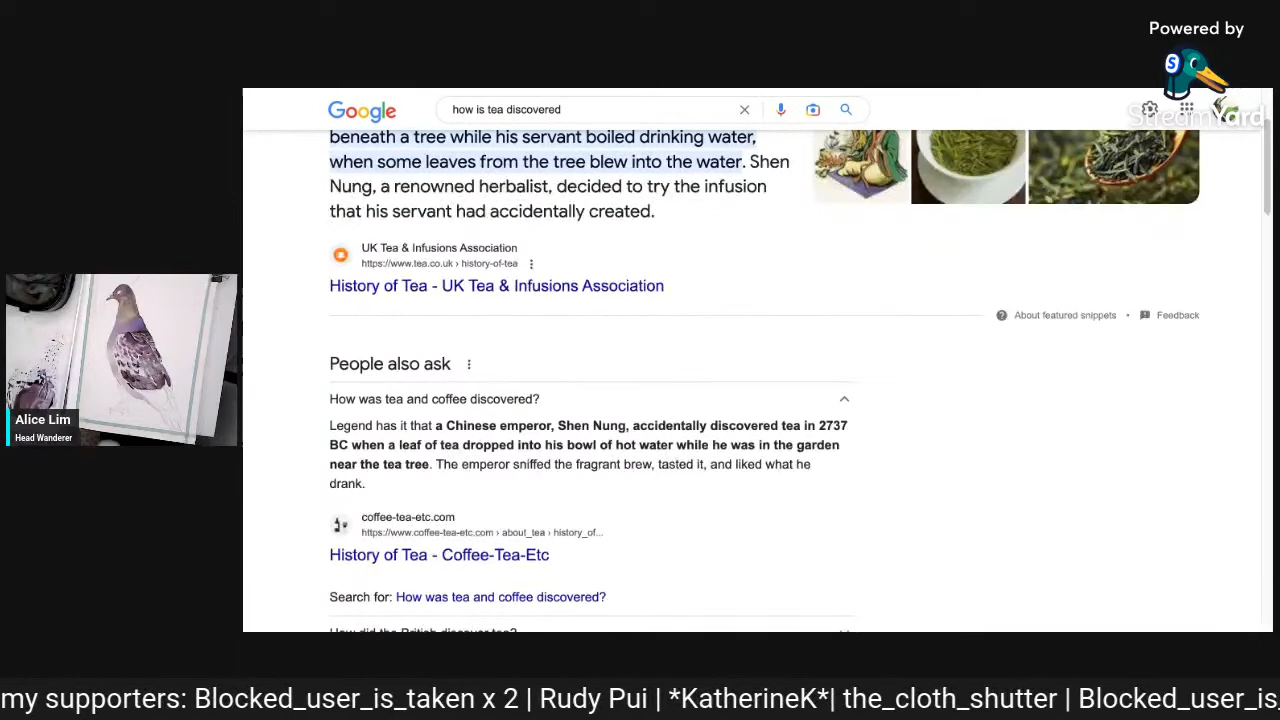 Powered by
StreamYard
Google
how is tea discovered
beneath a tree while his servant boiled drinking water,
when some leaves from the tree blew into the water. Shen
Nung, a renowned herbalist, decided to try the infusion
that his servant had accidentally created.
UK Tea & Infusions Association
https://www.tea.co.uk › history-of-tea
History of Tea - UK Tea & Infusions Association
About featured snippets • Feedback
People also ask
How was tea and coffee discovered?
Legend has it that a Chinese emperor, Shen Nung, accidentally discovered tea in 2737
BC when a leaf of tea dropped into his bowl of hot water while he was in the garden
near the tea tree. The emperor sniffed the fragrant brew, tasted it, and liked what he
drank.
coffee-tea-etc.com
https://www.coffee-tea-etc.com › about_tea › history_of...
History of Tea - Coffee-Tea-Etc
Search for: How was tea and coffee discovered?
How did the British discover tea?
Alice Lim
Head Wanderer
my supporters: Blocked_user_is_taken x 2 | Rudy Pui | *KatherineK*| the_cloth_shutter | Blocked_user_is_